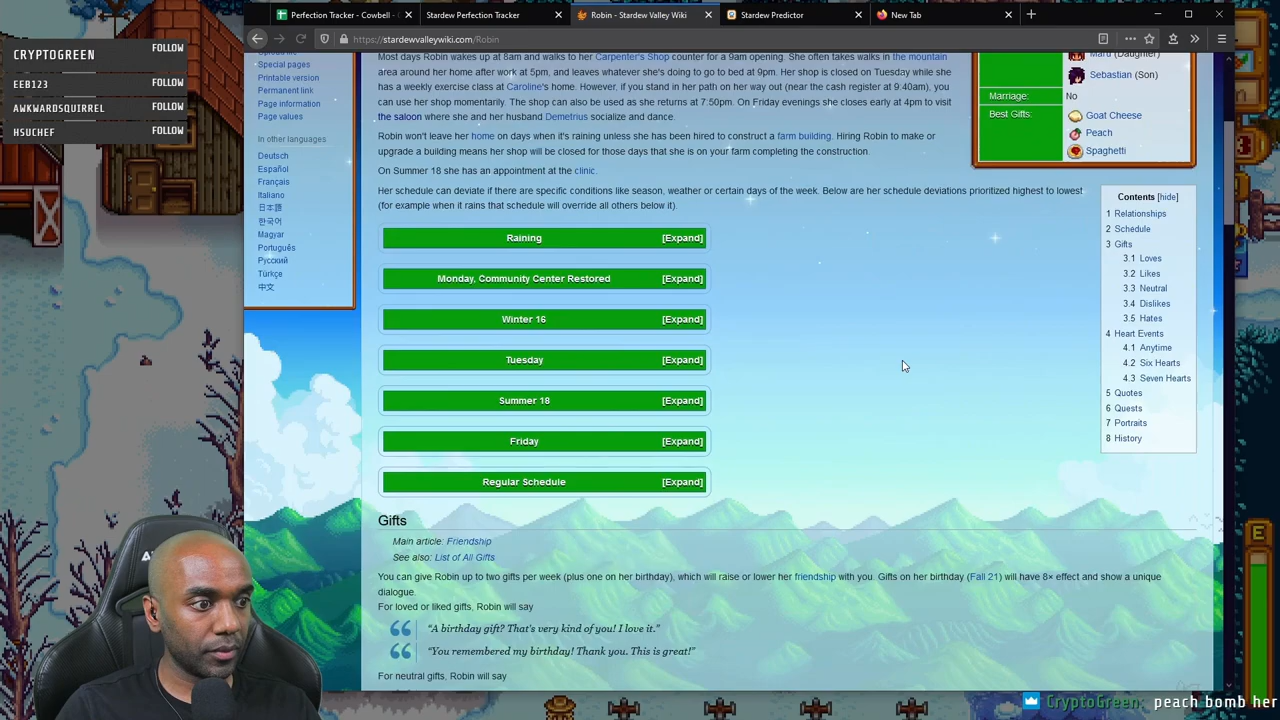 Perfection Tracker - Cowbell -
Stardew Perfection Tracker
Robin - Stardew Valley Wiki
Stardew Predictor
New Tab
https://stardewvalleywiki.com/Robin
CRYPTOGREEN FOLLOW
EEB123 FOLLOW
AWKWARDSQUIRREL FOLLOW
HSUCHEF FOLLOW
Special pages
Printable version
Permanent link
Page information
Page values
In other languages
Deutsch
Español
Français
Italiano
日本語
한국어
Magyar
Português
Русский
Türkçe
中文
Most days Robin wakes up at 8am and walks to her Carpenter's Shop counter for a 9am opening. She often takes walks in the mountain
area around her home after work at 5pm, and leaves whatever she's doing to go to bed at 9pm. Her shop is closed on Tuesday while she
has a weekly exercise class at Caroline's home. However, if you stand in her path on her way out (near the cash register at 9:40am), you
can use her shop momentarily. The shop can also be used as she returns at 7:50pm. On Friday evenings she closes early at 4pm to visit
the saloon where she and her husband Demetrius socialize and dance.
Robin won't leave her home on days when it's raining unless she has been hired to construct a farm building. Hiring Robin to make or
upgrade a building means her shop will be closed for those days that she is on your farm completing the construction.
On Summer 18 she has an appointment at the clinic.
Her schedule can deviate if there are specific conditions like season, weather or certain days of the week. Below are her schedule deviations prioritized highest to lowest
(for example when it rains that schedule will override all others below it).
Raining [Expand]
Monday, Community Center Restored [Expand]
Winter 16 [Expand]
Tuesday [Expand]
Summer 18 [Expand]
Friday [Expand]
Regular Schedule [Expand]
Gifts
Main article: Friendship
See also: List of All Gifts
You can give Robin up to two gifts per week (plus one on her birthday), which will raise or lower her friendship with you. Gifts on her birthday (Fall 21) will have 8× effect and show a unique
dialogue.
For loved or liked gifts, Robin will say
“A birthday gift? That's very kind of you! I love it.”
“You remembered my birthday! Thank you. This is great!”
For neutral gifts, Robin will say
Maru (Daughter)
Sebastian (Son)
Marriage: No
Best Gifts: Goat Cheese
Peach
Spaghetti
Contents [hide]
1 Relationships
2 Schedule
3 Gifts
3.1 Loves
3.2 Likes
3.3 Neutral
3.4 Dislikes
3.5 Hates
4 Heart Events
4.1 Anytime
4.2 Six Hearts
4.3 Seven Hearts
5 Quotes
6 Quests
7 Portraits
8 History
E
CryptoGreen: peach bomb her